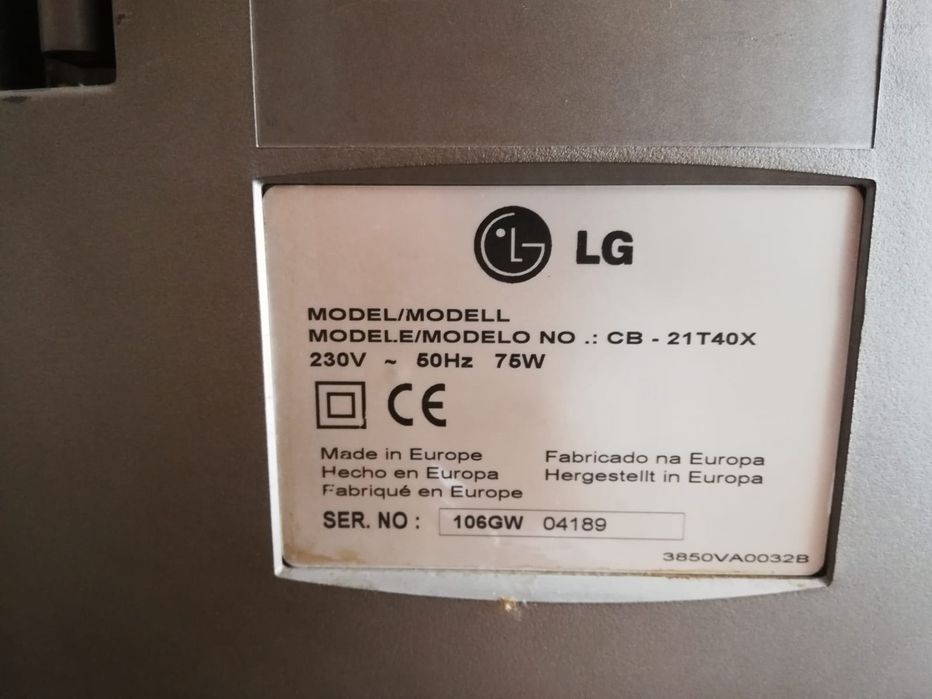 LG
MODEL/MODELL
MODELE/MODELO NO .: CB - 21T40X
230V ~ 50Hz 75W
CE
Made in Europe
Hecho en Europa
Fabriqué en Europe
Fabricado na Europa
Hergestellt in Europa
SER. NO : 106GW 04189
3850VA0032B